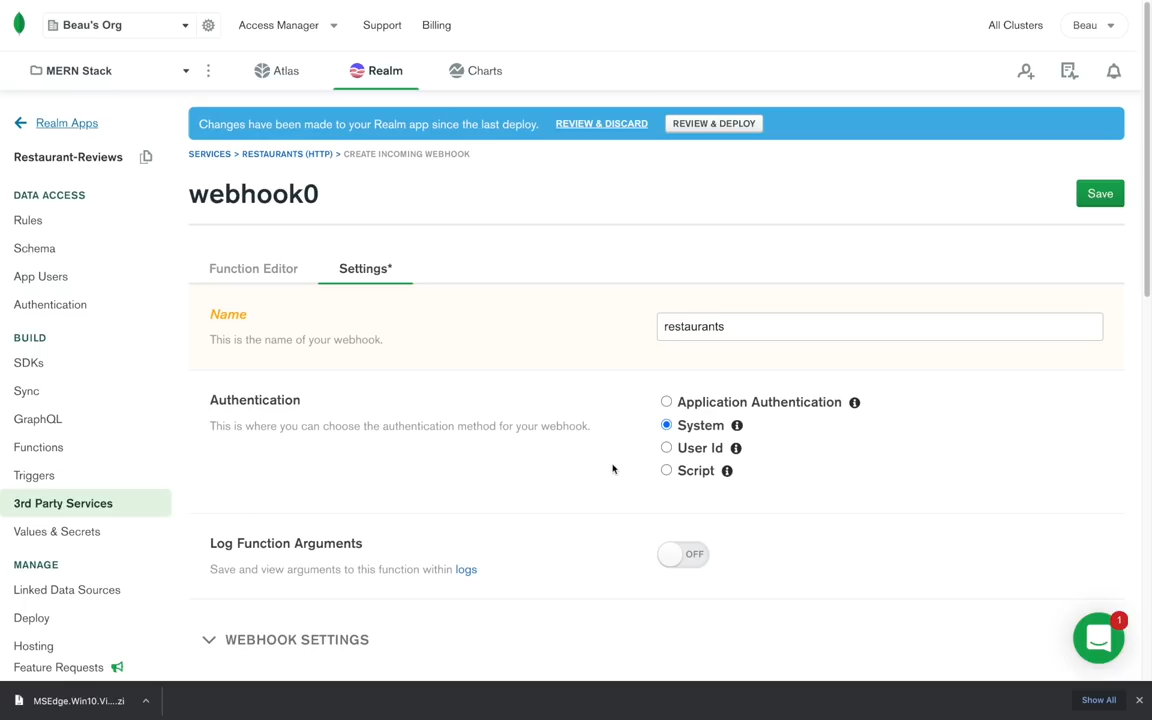 Beau's Org
Access Manager
Support
Billing
All Clusters
Beau
MERN Stack
Atlas
Realm
Charts
Realm Apps
Changes have been made to your Realm app since the last deploy.
REVIEW & DISCARD
REVIEW & DEPLOY
SERVICES > RESTAURANTS (HTTP) > CREATE INCOMING WEBHOOK
Restaurant-Reviews
webhook0
Save
DATA ACCESS
Rules
Schema
App Users
Authentication
BUILD
SDKs
Sync
GraphQL
Functions
Triggers
3rd Party Services
Values & Secrets
MANAGE
Linked Data Sources
Deploy
Hosting
Feature Requests
Function Editor
Settings*
Name
This is the name of your webhook.
restaurants
Authentication
This is where you can choose the authentication method for your webhook.
Application Authentication
System
User Id
Script
Log Function Arguments
Save and view arguments to this function within logs
OFF
WEBHOOK SETTINGS
1
MSEdge.Win10.Vi....zi
Show All